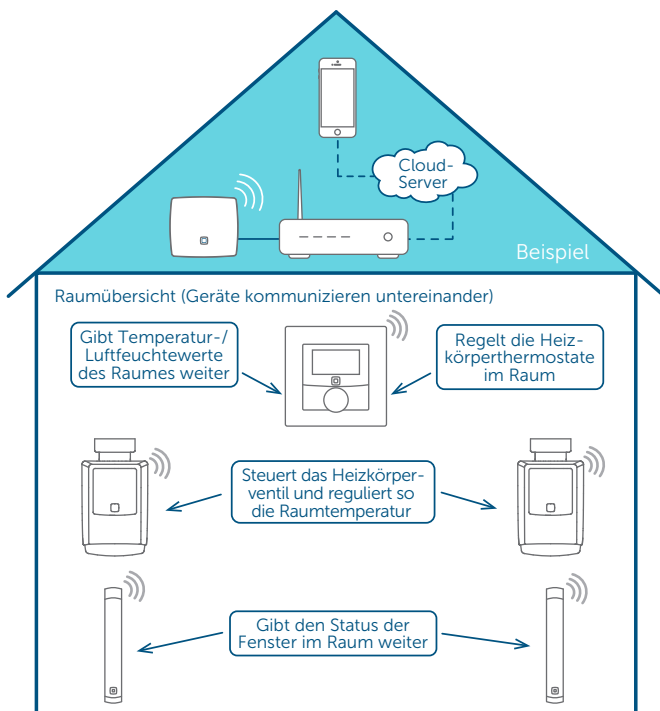 Cloud-
Server
Beispiel
Raumübersicht (Geräte kommunizieren untereinander)
Gibt Temperatur-/
Luftfeuchtewerte
des Raumes weiter
Regelt die Heiz-
körperthermostate
im Raum
Steuert das Heizkörper-
ventil und reguliert so
die Raumtemperatur
Gibt den Status der
Fenster im Raum weiter